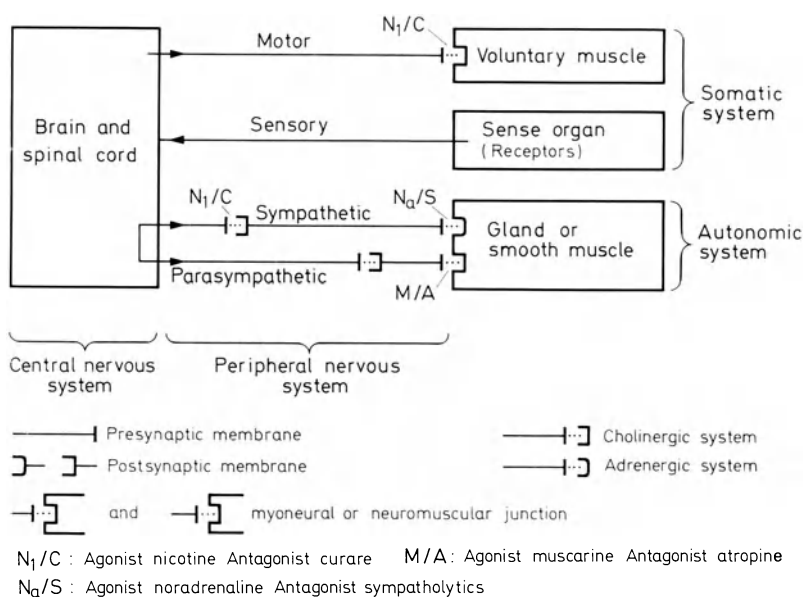 N₁/C
Motor
Voluntary muscle
Somatic
system
Sensory
Sense organ
(Receptors)
Brain and
spinal cord
N₁/C
Sympathetic
Nₐ/S
Gland or
smooth muscle
Autonomic
system
Parasympathetic
M/A
Central nervous
system
Peripheral nervous
system
Presynaptic membrane
Cholinergic system
Postsynaptic membrane
Adrenergic system
and
myoneural or neuromuscular junction
N₁/C : Agonist nicotine Antagonist curare
M/A: Agonist muscarine Antagonist atropine
Nₐ/S : Agonist noradrenaline Antagonist sympatholytics